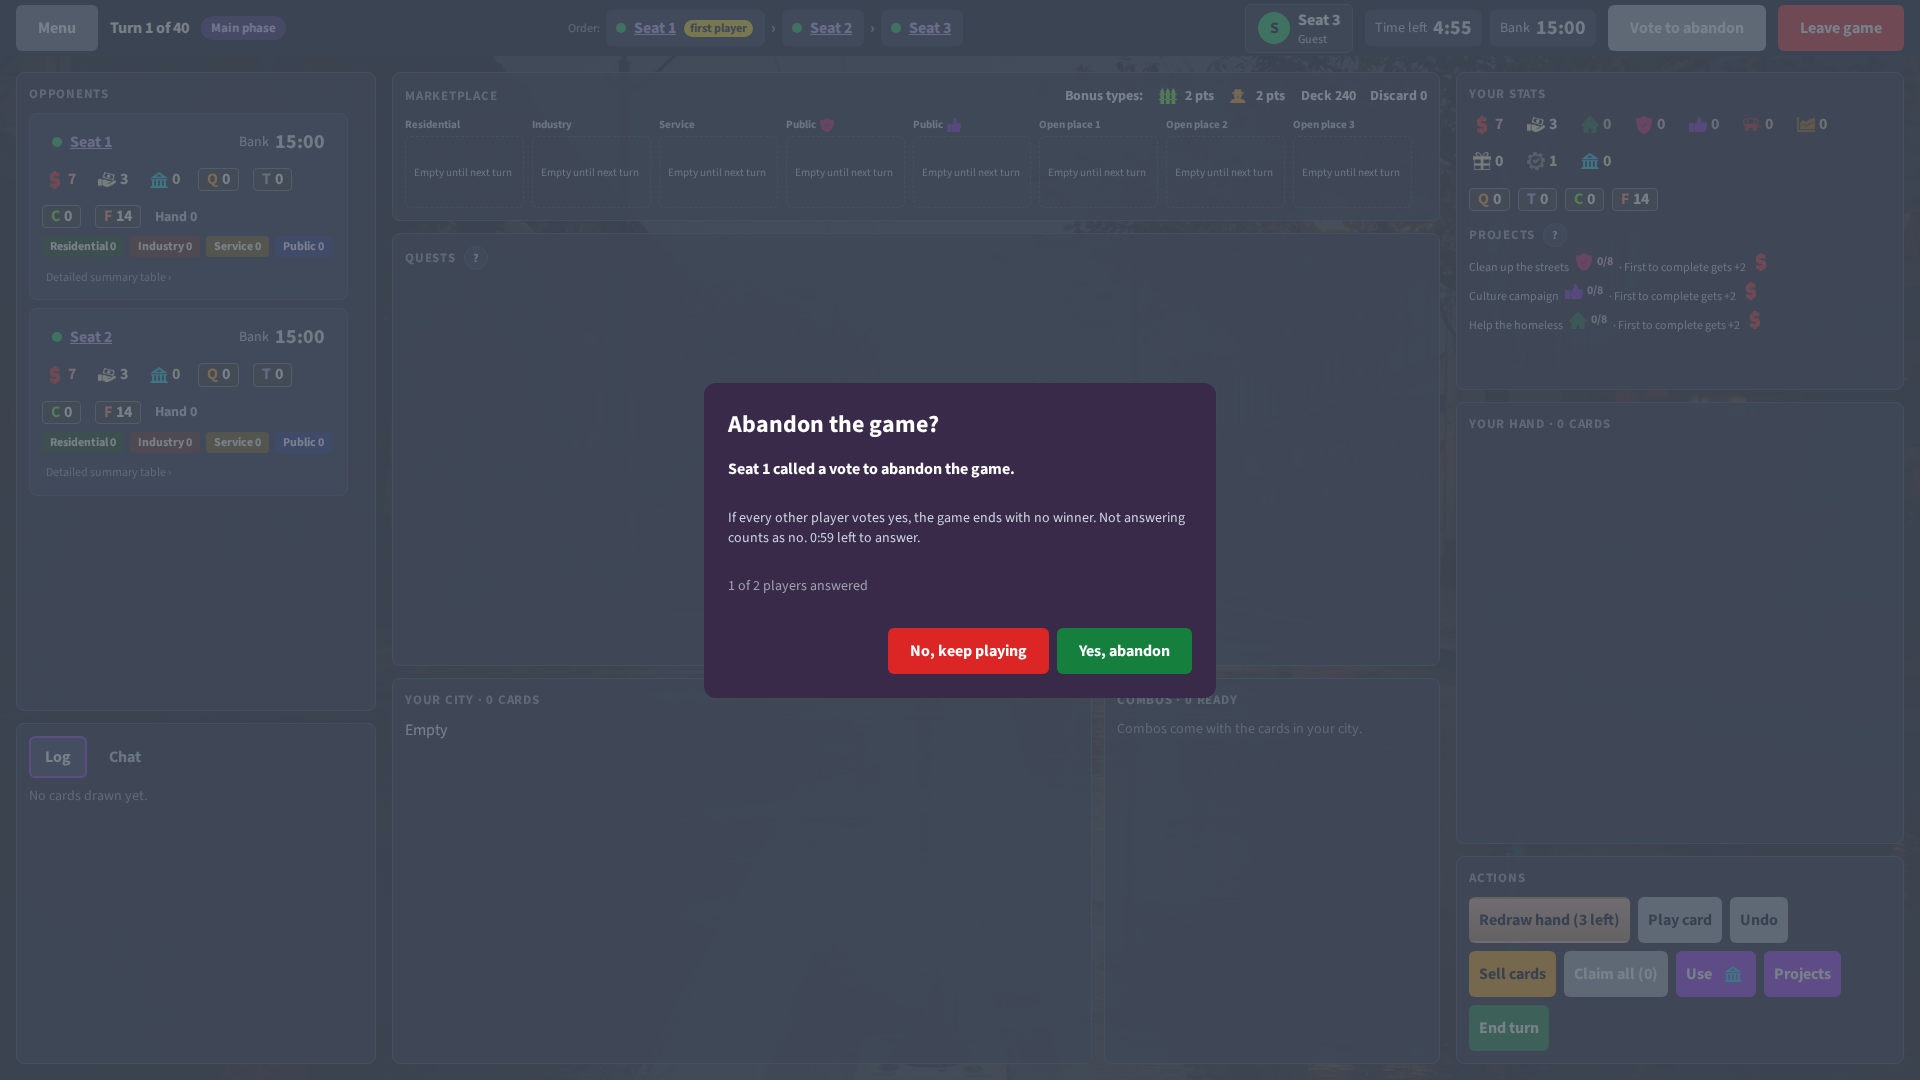 Menu
Turn 1 of 40
Main phase
Order:
Seat 1 first player › Seat 2 › Seat 3
S
Seat 3
Guest
Time left 4:55
Bank 15:00
Vote to abandon
Leave game
OPPONENTS
Seat 1
Bank 15:00
7 3 0 Q 0 T 0
C 0 F 14 Hand 0
Residential 0 Industry 0 Service 0 Public 0
Detailed summary table ›
Seat 2
Bank 15:00
7 3 0 Q 0 T 0
C 0 F 14 Hand 0
Residential 0 Industry 0 Service 0 Public 0
Detailed summary table ›
Log
Chat
No cards drawn yet.
MARKETPLACE
Bonus types: 2 pts 2 pts Deck 240 Discard 0
Residential Industry Service Public Public Open place 1 Open place 2 Open place 3
Empty until next turn Empty until next turn Empty until next turn Empty until next turn Empty until next turn Empty until next turn Empty until next turn Empty until next turn
QUESTS ?
Abandon the game?
Seat 1 called a vote to abandon the game.
If every other player votes yes, the game ends with no winner. Not answering
counts as no. 0:59 left to answer.
1 of 2 players answered
No, keep playing
Yes, abandon
YOUR CITY · 0 CARDS
Empty
COMBOS · 0 READY
Combos come with the cards in your city.
YOUR STATS
7 3 0 0 0 0 0
0 1 0
Q 0 T 0 C 0 F 14
PROJECTS ?
Clean up the streets 0/8 · First to complete gets +2
Culture campaign 0/8 · First to complete gets +2
Help the homeless 0/8 · First to complete gets +2
YOUR HAND · 0 CARDS
ACTIONS
Redraw hand (3 left) Play card Undo
Sell cards Claim all (0) Use Projects
End turn